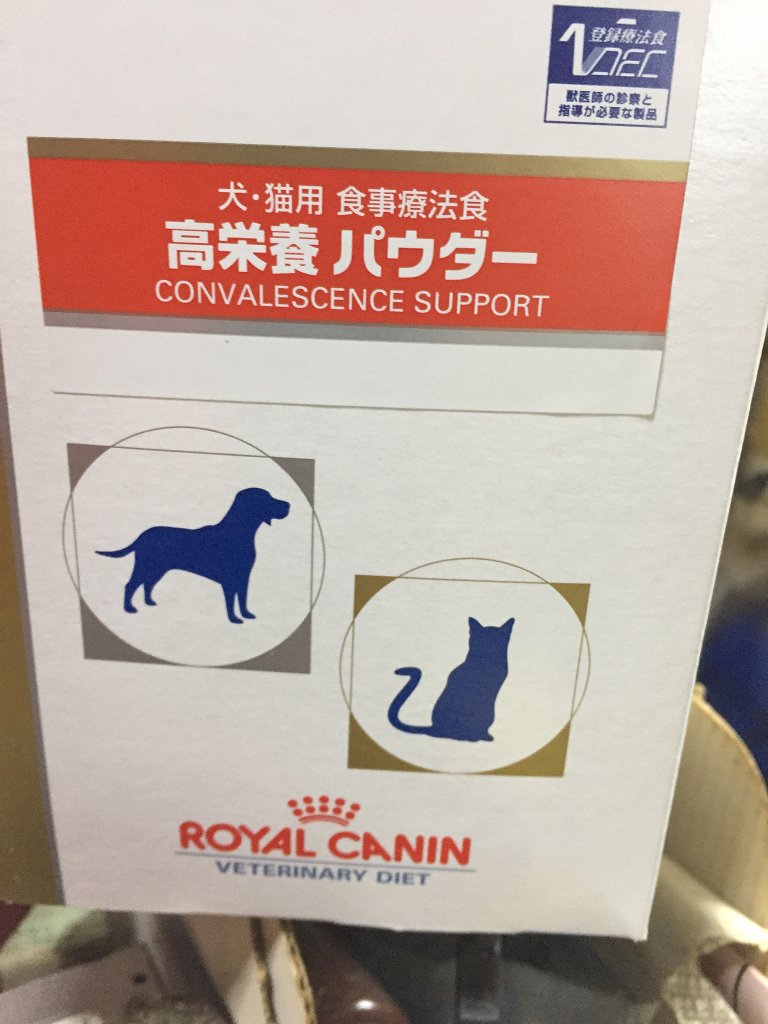 登録療法食
VDEC
獣医師の診察と
指導が必要な製品
犬・猫用 食事療法食
高栄養 パウダー
CONVALESCENCE SUPPORT
ROYAL CANIN
VETERINARY DIET